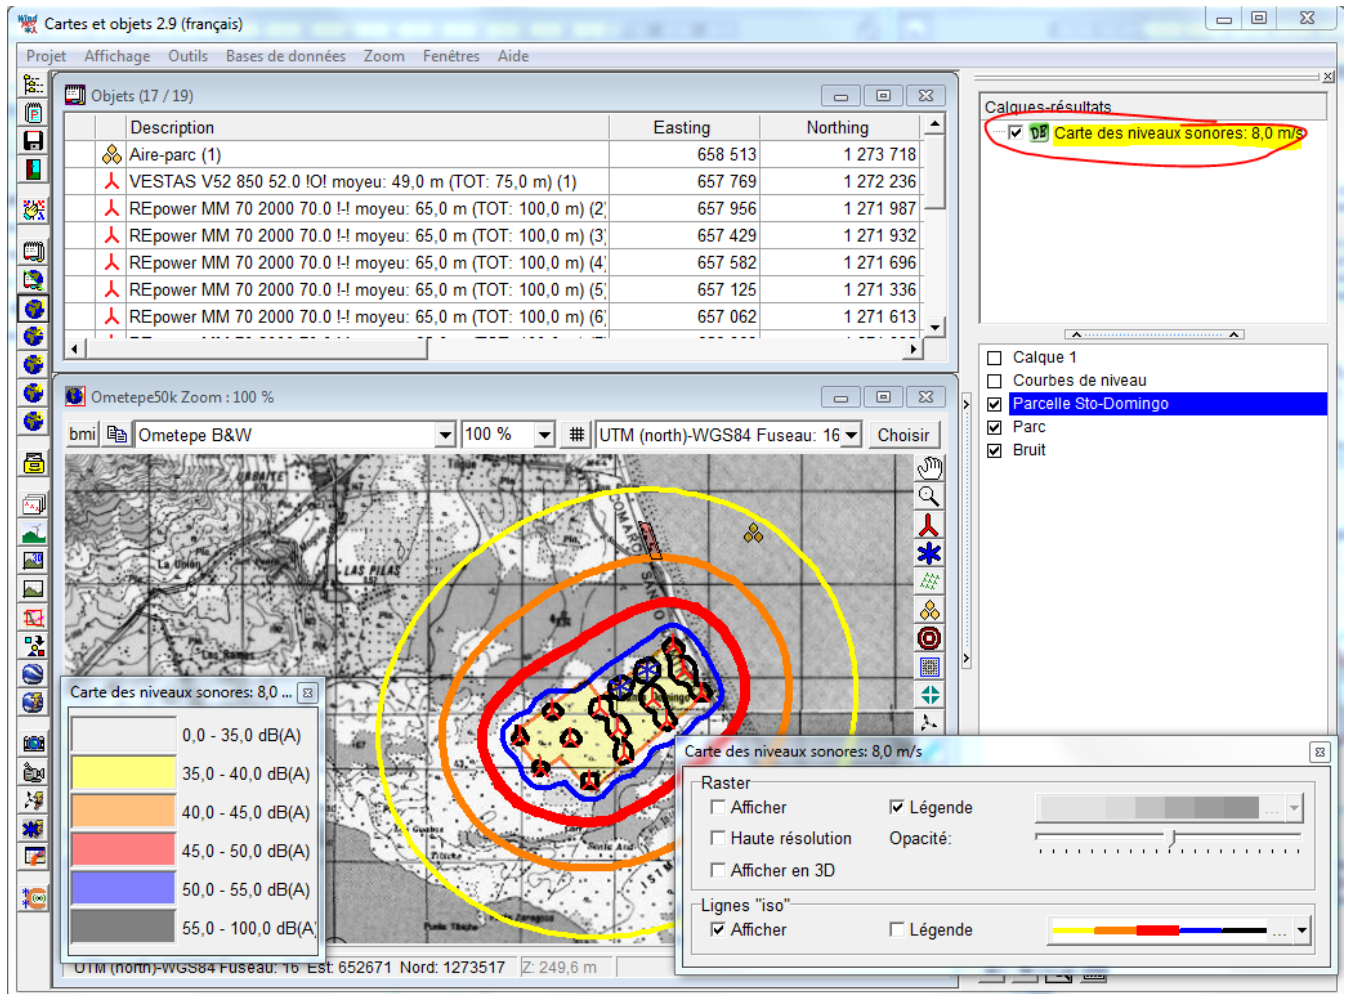 Cartes et objets 2.9 (français)
Projet Affichage Outils Bases de données Zoom Fenêtres Aide
Objets (17 / 19)
Description Easting Northing
Aire-parc (1) 658 513 1 273 718
VESTAS V52 850 52.0 !O! moyeu: 49,0 m (TOT: 75,0 m) (1) 657 769 1 272 236
REpower MM 70 2000 70.0 !-! moyeu: 65,0 m (TOT: 100,0 m) (2) 657 956 1 271 987
REpower MM 70 2000 70.0 !-! moyeu: 65,0 m (TOT: 100,0 m) (3) 657 429 1 271 932
REpower MM 70 2000 70.0 !-! moyeu: 65,0 m (TOT: 100,0 m) (4) 657 582 1 271 696
REpower MM 70 2000 70.0 !-! moyeu: 65,0 m (TOT: 100,0 m) (5) 657 125 1 271 336
REpower MM 70 2000 70.0 !-! moyeu: 65,0 m (TOT: 100,0 m) (6) 657 062 1 271 613
Calques-résultats
Carte des niveaux sonores: 8,0 m/s
Calque 1
Courbes de niveau
Parcelle Sto-Domingo
Parc
Bruit
Ometepe50k Zoom : 100 %
bmi Ometepe B&W 100 % UTM (north)-WGS84 Fuseau: 16 Choisir
URBAITE
Tilgue
La Unión
LAS PILAS
Los Ramos
Tichte
Punta Tibiche
ISTM
Carte des niveaux sonores: 8,0 ...
0,0 - 35,0 dB(A)
35,0 - 40,0 dB(A)
40,0 - 45,0 dB(A)
45,0 - 50,0 dB(A)
50,0 - 55,0 dB(A)
55,0 - 100,0 dB(A)
Carte des niveaux sonores: 8,0 m/s
Raster
Afficher Légende ...
Haute résolution Opacité:
Afficher en 3D
Lignes "iso"
Afficher Légende ...
UTM (north)-WGS84 Fuseau: 16 Est: 652671 Nord: 1273517 Z: 249,6 m